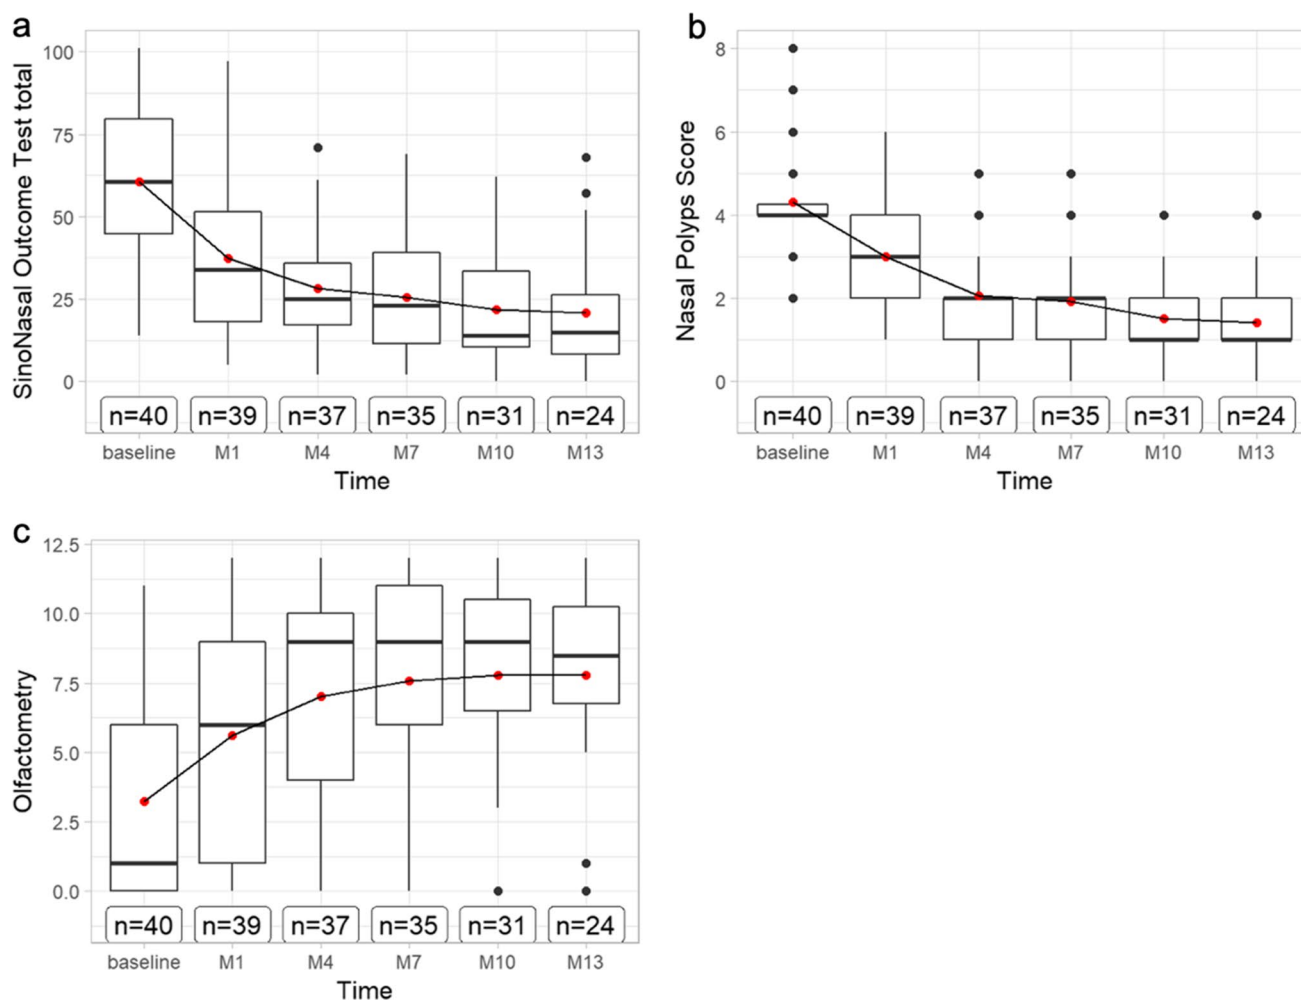 a
SinoNasal Outcome Test total
100
75
50
25
0
n=40 n=39 n=37 n=35 n=31 n=24
baseline M1 M4 M7 M10 M13
Time
b
Nasal Polyps Score
8
6
4
2
0
n=40 n=39 n=37 n=35 n=31 n=24
baseline M1 M4 M7 M10 M13
Time
c
Olfactometry
12.5
10.0
7.5
5.0
2.5
0.0
n=40 n=39 n=37 n=35 n=31 n=24
baseline M1 M4 M7 M10 M13
Time